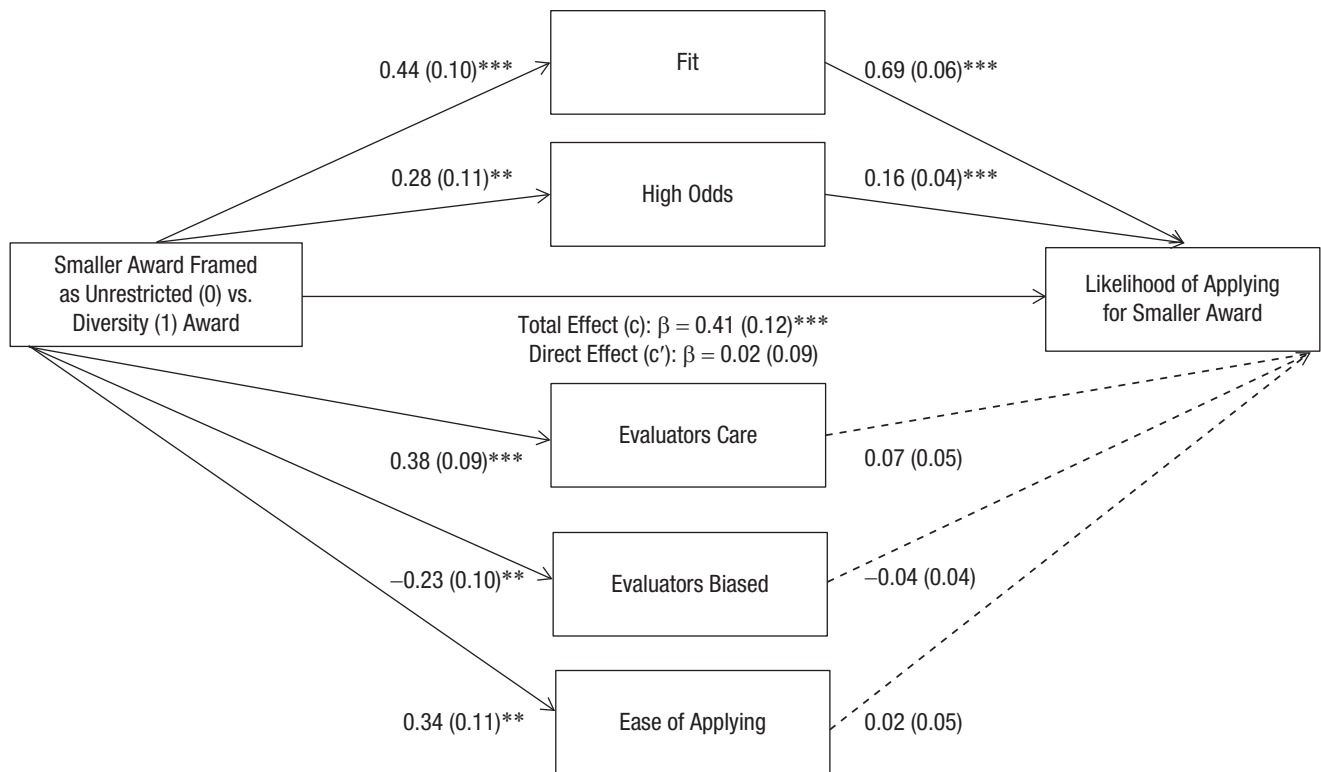 Fit
0.44 (0.10)***
0.69 (0.06)***
High Odds
0.28 (0.11)**
0.16 (0.04)***
Smaller Award Framed
as Unrestricted (0) vs.
Diversity (1) Award
Likelihood of Applying
for Smaller Award
Total Effect (c): β = 0.41 (0.12)***
Direct Effect (c′): β = 0.02 (0.09)
Evaluators Care
0.38 (0.09)***
0.07 (0.05)
Evaluators Biased
−0.23 (0.10)**
−0.04 (0.04)
Ease of Applying
0.34 (0.11)**
0.02 (0.05)